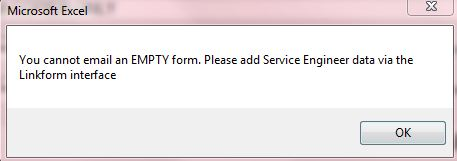 Microsoft Excel
You cannot email an EMPTY form. Please add Service Engineer data via the
Linkform interface
OK